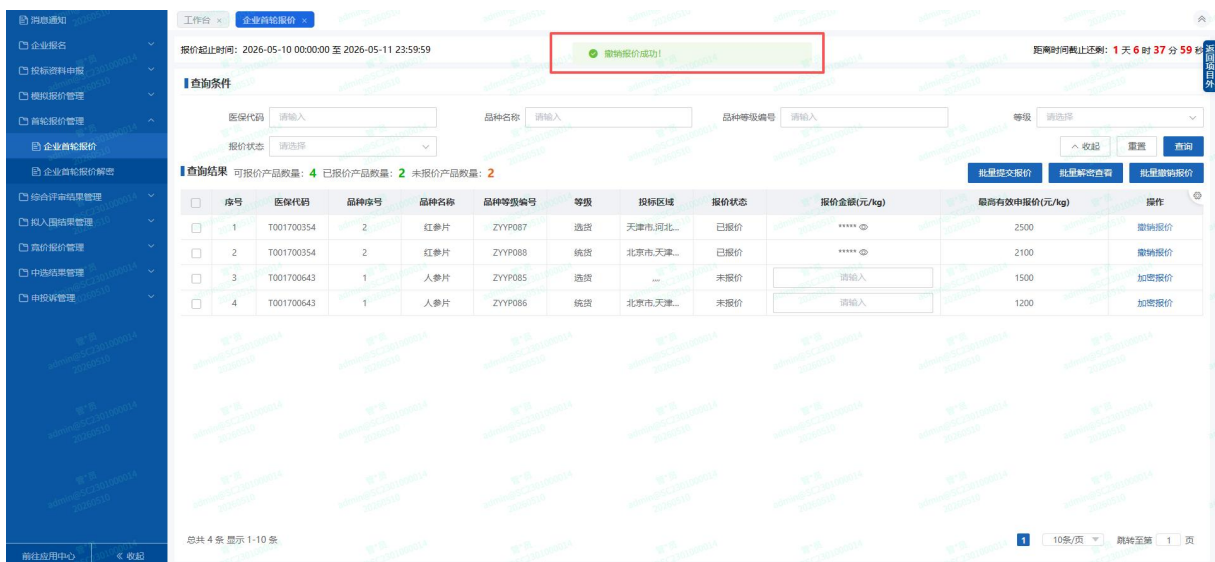 消息通知
企业报名
投标资料申报
模拟报价管理
首轮报价管理
企业首轮报价
企业首轮报价解密
综合评审结果管理
拟入围结果管理
竞价报价管理
中选结果管理
申投诉管理
前往应用中心 《 收起
工作台 × 企业首轮报价 ×
报价起止时间：2026-05-10 00:00:00 至 2026-05-11 23:59:59
撤销报价成功！
距离时间截止还剩：1 天 6 时 37 分 59 秒
返回项目外
查询条件
医保代码 请输入 品种名称 请输入 品种等级编号 请输入 等级 请选择
报价状态 请选择 收起 重置 查询
查询结果 可报价产品数量：4 已报价产品数量：2 未报价产品数量：2 批量提交报价 批量解密查看 批量撤销报价
序号 医保代码 品种序号 品种名称 品种等级编号 等级 投标区域 报价状态 报价金额(元/kg) 最高有效申报价(元/kg) 操作
1 T001700354 2 红参片 ZYYP087 选货 天津市,河北... 已报价 ***** 2500 撤销报价
2 T001700354 2 红参片 ZYYP088 统货 北京市,天津... 已报价 ***** 2100 撤销报价
3 T001700643 1 人参片 ZYYP085 选货 ... 未报价 请输入 1500 加密报价
4 T001700643 1 人参片 ZYYP086 统货 北京市,天津... 未报价 请输入 1200 加密报价
总共 4 条 显示 1-10 条 1 10条/页 跳转至第 1 页